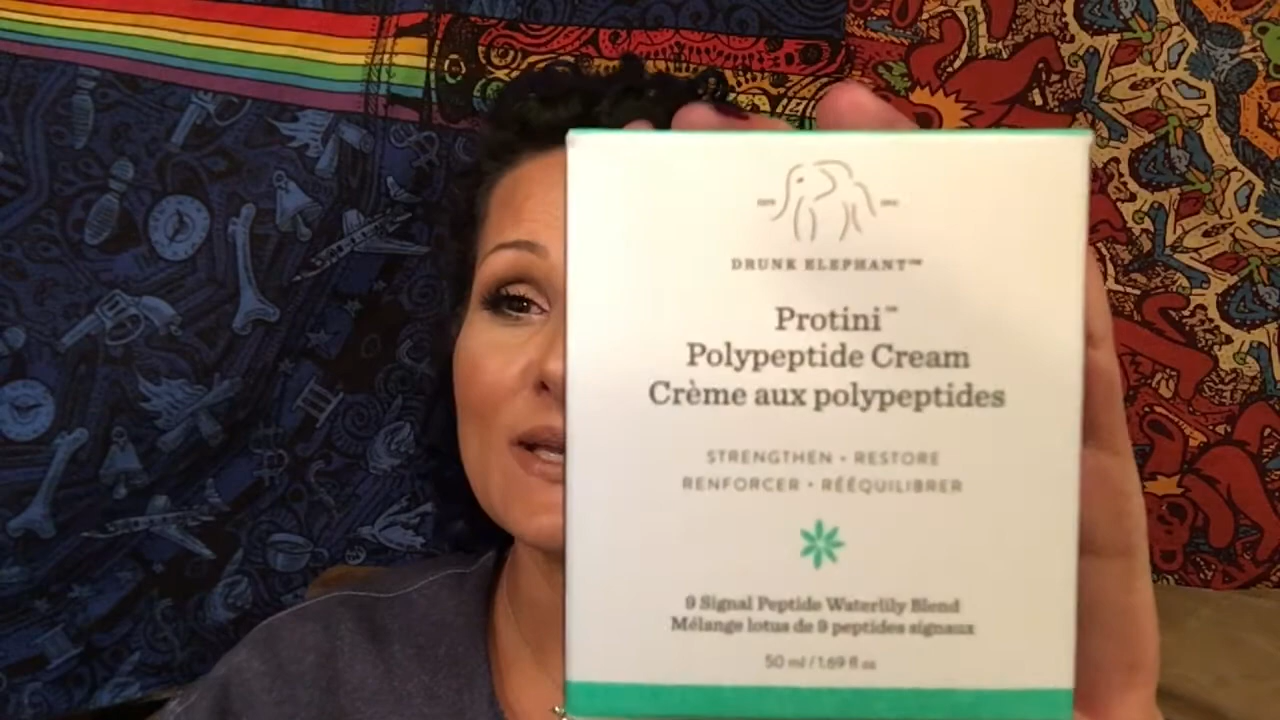 DRUNK ELEPHANT™
Protini™
Polypeptide Cream
Crème aux polypeptides
STRENGTHEN • RESTORE
RENFORCER • RÉÉQUILIBRER
9 Signal Peptide Waterlily Blend
Mélange lotus de 9 peptides signaux
50 ml / 1.69 fl oz